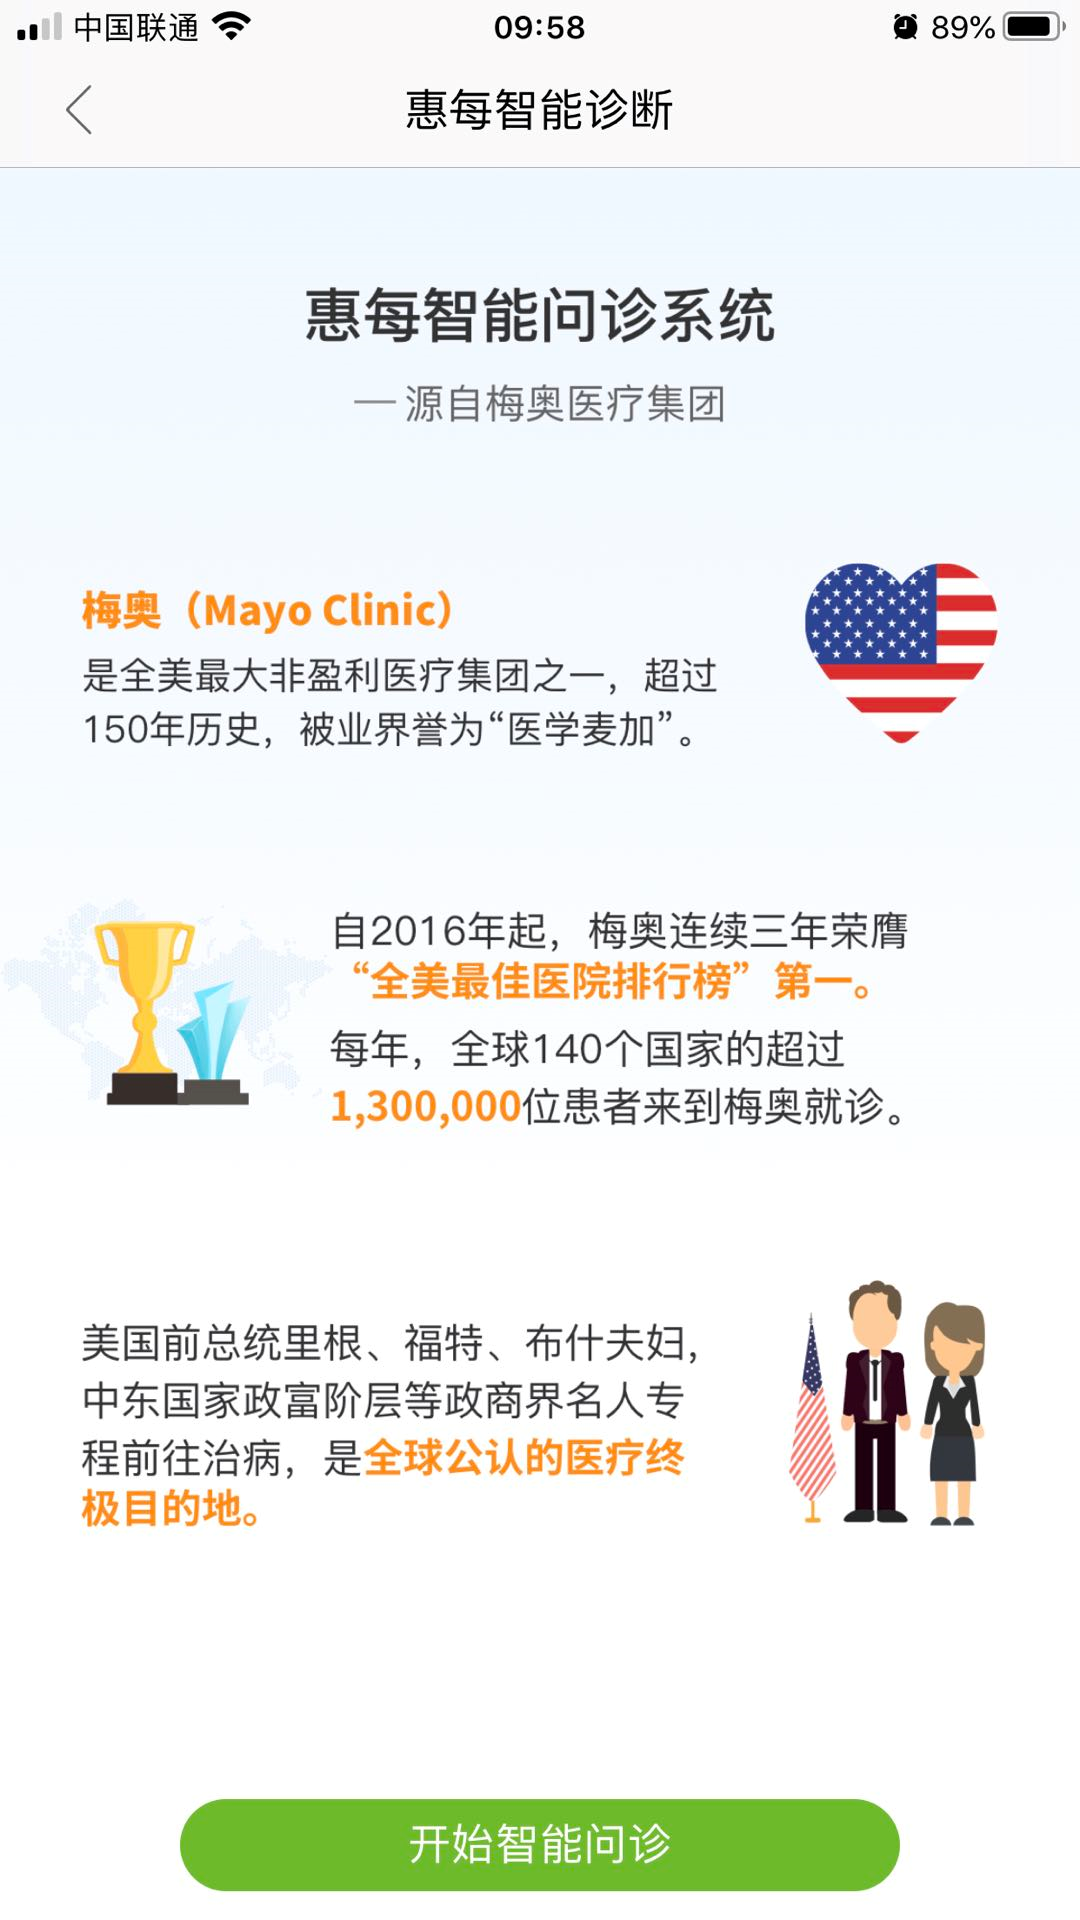 中国联通
09:58
89%
惠每智能诊断
惠每智能问诊系统
— 源自梅奥医疗集团
梅奥（Mayo Clinic）
是全美最大非盈利医疗集团之一，超过
150年历史，被业界誉为“医学麦加”。
自2016年起，梅奥连续三年荣膺
“全美最佳医院排行榜”第一。
每年，全球140个国家的超过
1,300,000位患者来到梅奥就诊。
美国前总统里根、福特、布什夫妇，
中东国家政富阶层等政商界名人专
程前往治病，是全球公认的医疗终
极目的地。
开始智能问诊